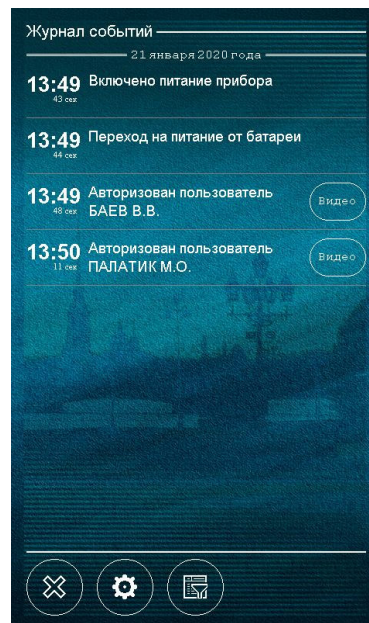 Журнал событий
21 января 2020 года
13:49 Включено питание прибора
43 сек
13:49 Переход на питание от батареи
44 сек
13:49 Авторизован пользователь
48 сек БАЕВ В.В.
Видео
13:50 Авторизован пользователь
11 сек ПАЛАТИК М.О.
Видео